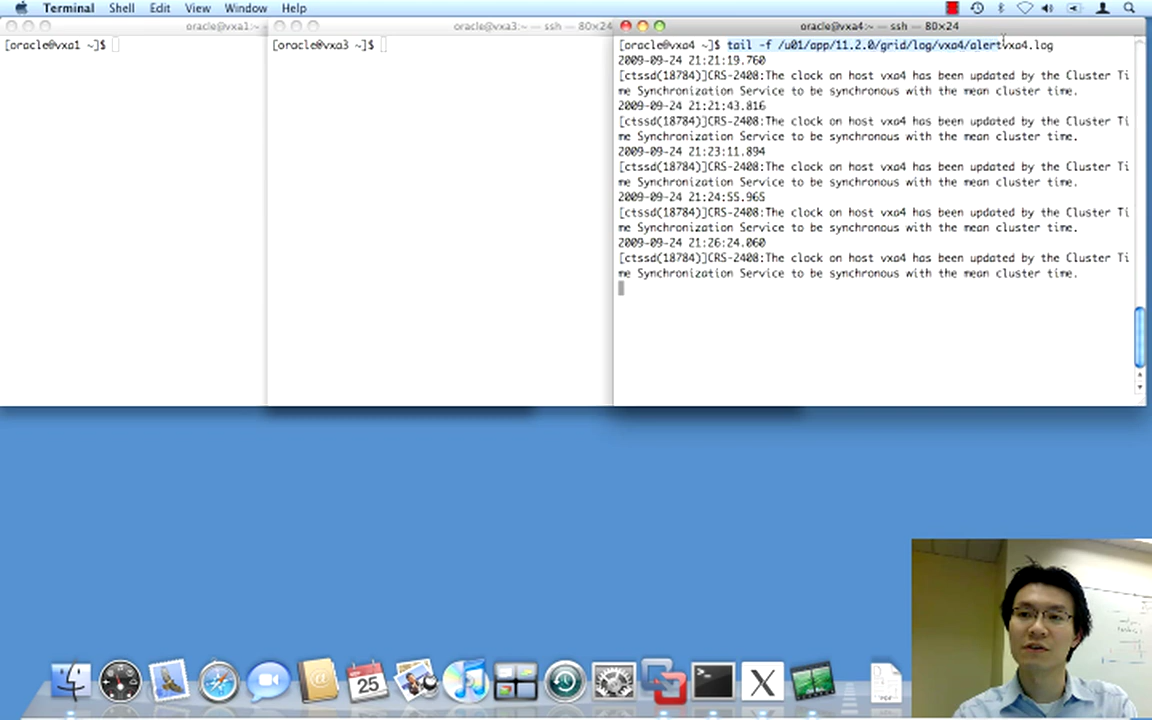 Terminal Shell Edit View Window Help
oracle@vxa1:~
oracle@vxa3:~ — ssh — 80×24
oracle@vxa4:~ — ssh — 80×24
[oracle@vxa1 ~]$
[oracle@vxa3 ~]$
[oracle@vxa4 ~]$ tail -f /u01/app/11.2.0/grid/log/vxa4/alertvxa4.log
2009-09-24 21:21:19.760
[ctssd(18784)]CRS-2408:The clock on host vxa4 has been updated by the Cluster Ti
me Synchronization Service to be synchronous with the mean cluster time.
2009-09-24 21:21:43.816
[ctssd(18784)]CRS-2408:The clock on host vxa4 has been updated by the Cluster Ti
me Synchronization Service to be synchronous with the mean cluster time.
2009-09-24 21:23:11.894
[ctssd(18784)]CRS-2408:The clock on host vxa4 has been updated by the Cluster Ti
me Synchronization Service to be synchronous with the mean cluster time.
2009-09-24 21:24:55.965
[ctssd(18784)]CRS-2408:The clock on host vxa4 has been updated by the Cluster Ti
me Synchronization Service to be synchronous with the mean cluster time.
2009-09-24 21:26:24.060
[ctssd(18784)]CRS-2408:The clock on host vxa4 has been updated by the Cluster Ti
me Synchronization Service to be synchronous with the mean cluster time.
25